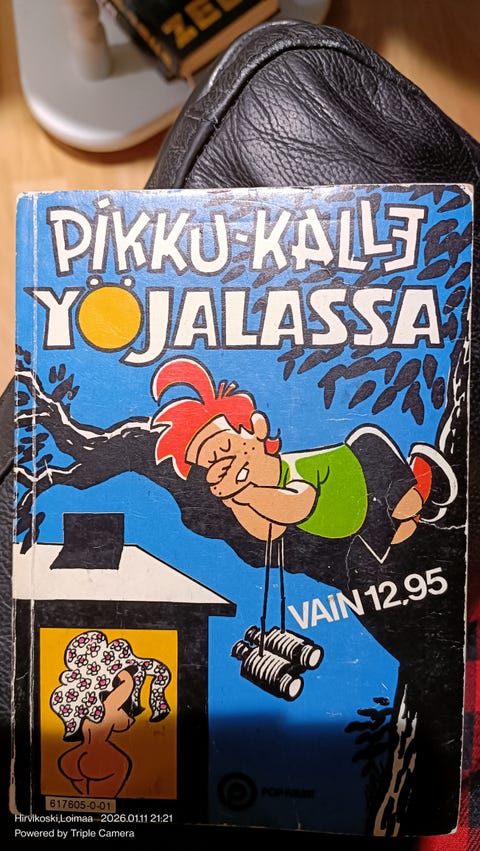 ZEE
PIKKU-KALLE
YÖJALASSA
VAIN 12,95
617605-0-01
Hirvikoski,Loimaa 2026.01.11 21:21
Powered by Triple Camera